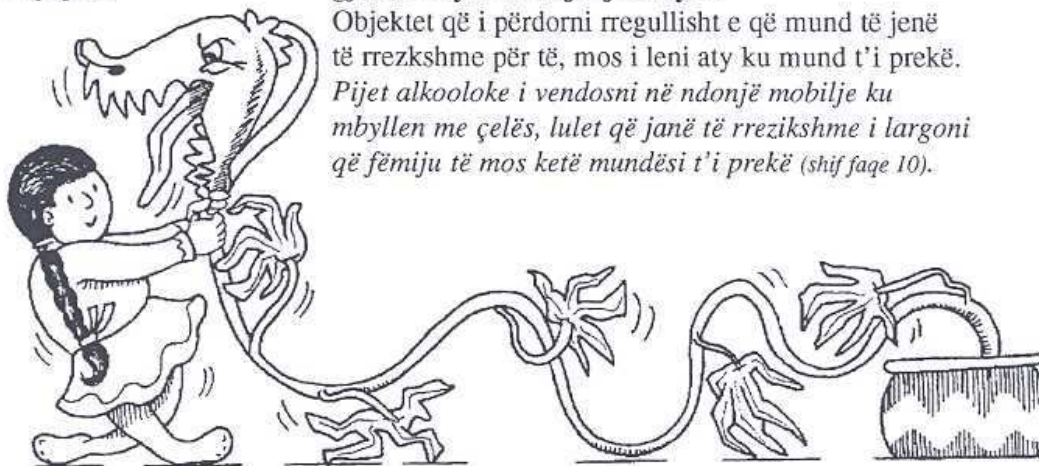 Objektet që i përdorni rregullisht e që mund të jenë
të rrezkshme për të, mos i leni aty ku mund t'i prekë.
Pijet alkooloke i vendosni në ndonjë mobilje ku
mbyllen me çelës, lulet që janë të rrezikshme i largoni
që fëmiju të mos ketë mundësi t'i prekë (shif faqe 10).